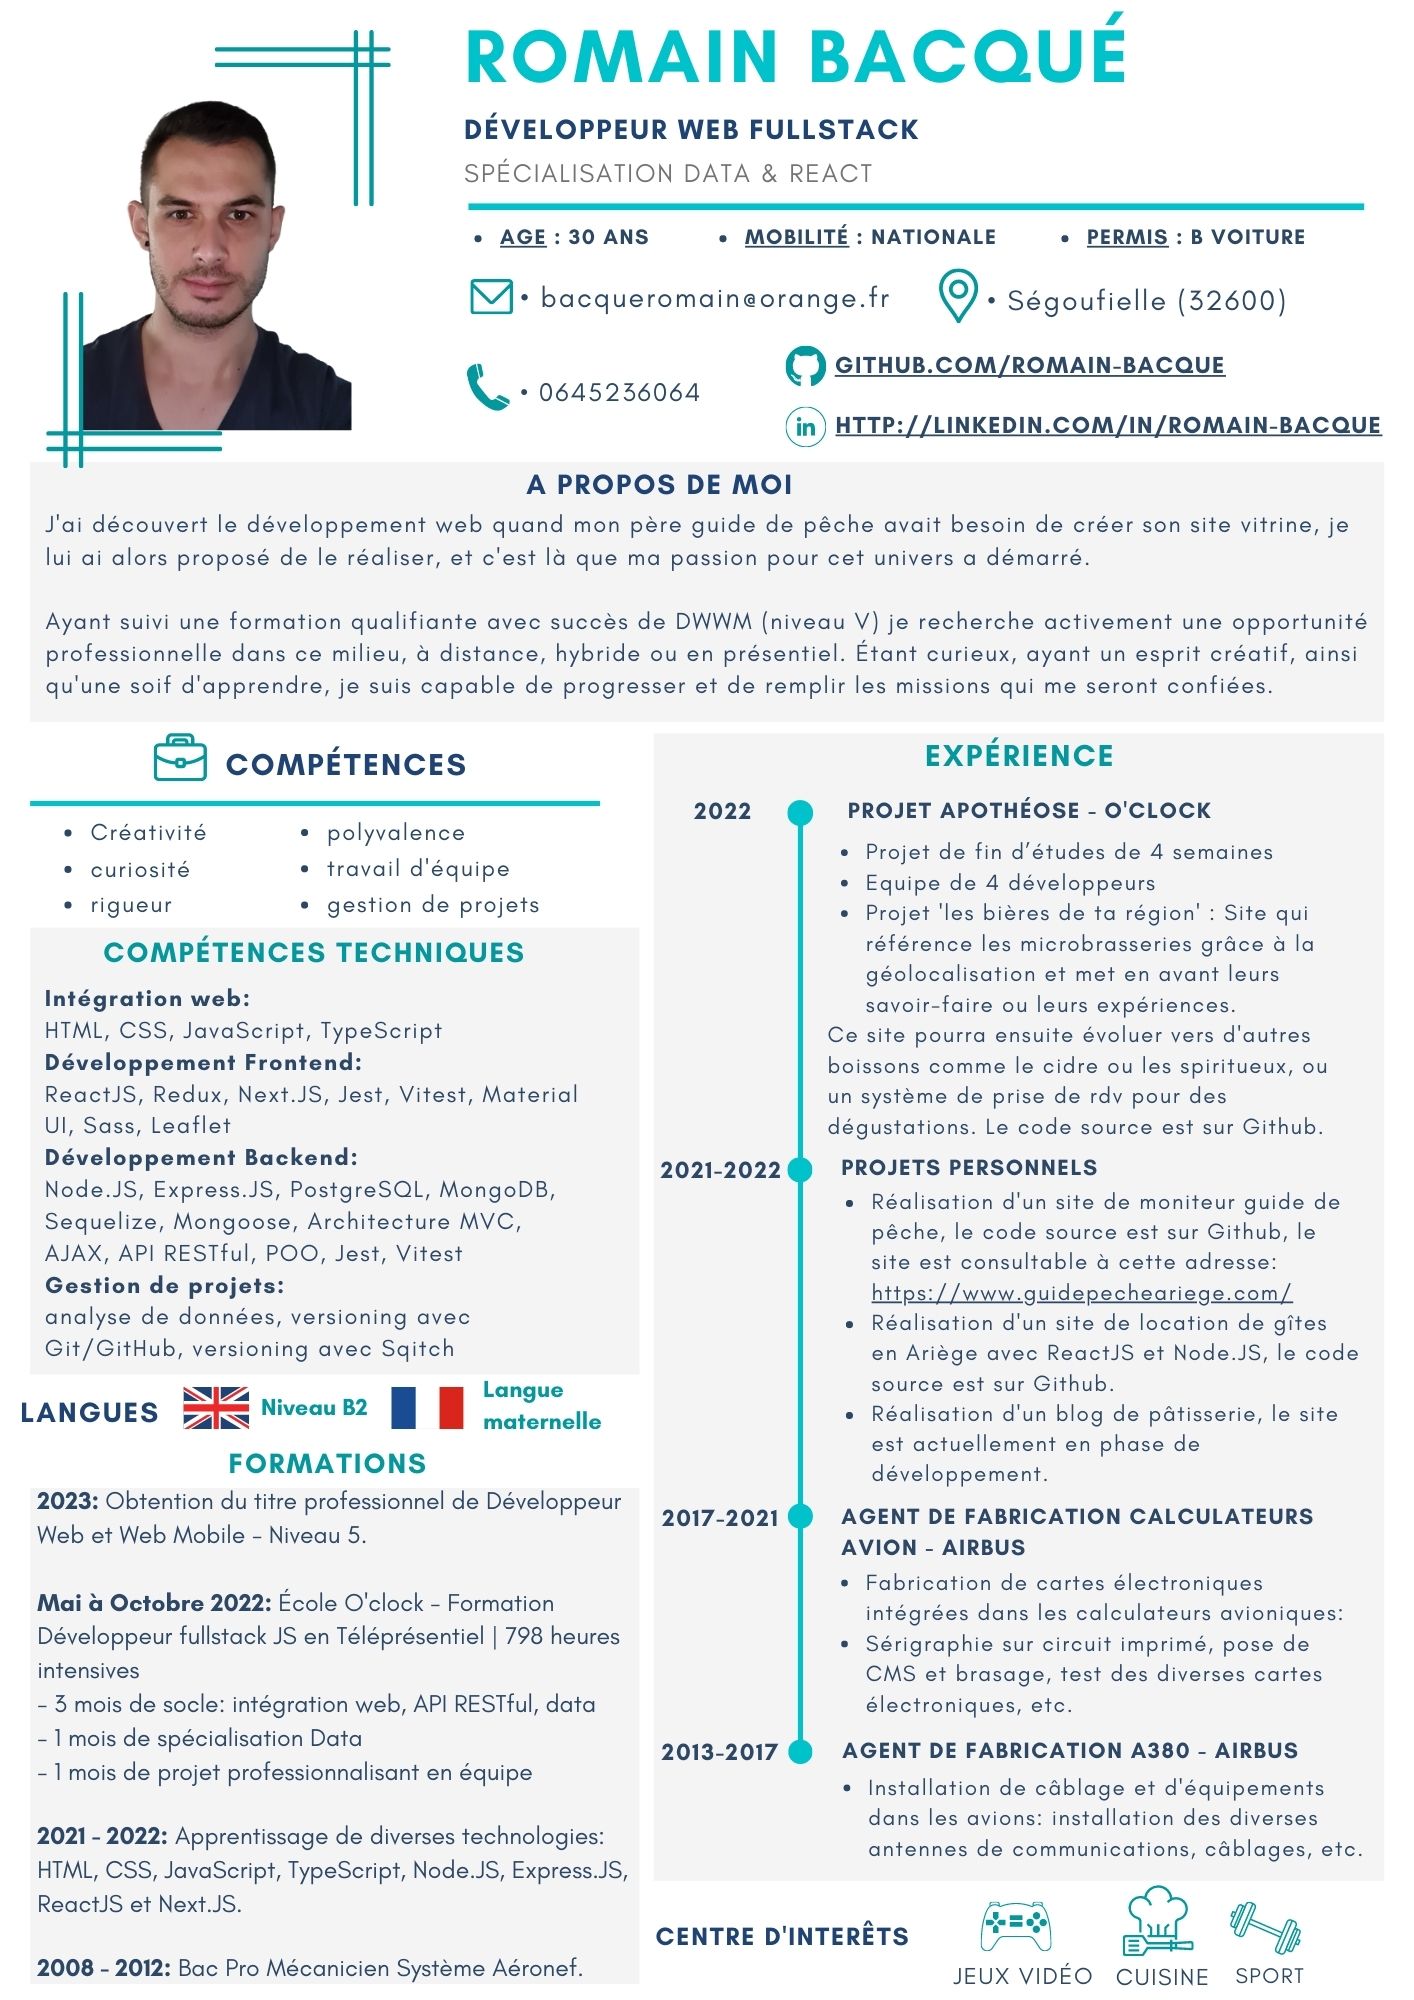 ROMAIN BACQUÉ
DÉVELOPPEUR WEB FULLSTACK
SPÉCIALISATION DATA & REACT
• AGE : 30 ANS
• MOBILITÉ : NATIONALE
• PERMIS : B VOITURE
• bacqueromain@orange.fr
• Ségoufielle (32600)
• 0645236064
GITHUB.COM/ROMAIN-BACQUE
in HTTP://LINKEDIN.COM/IN/ROMAIN-BACQUE
A PROPOS DE MOI
J'ai découvert le développement web quand mon père guide de pêche avait besoin de créer son site vitrine, je
lui ai alors proposé de le réaliser, et c'est là que ma passion pour cet univers a démarré.
Ayant suivi une formation qualifiante avec succès de DWWM (niveau V) je recherche activement une opportunité
professionnelle dans ce milieu, à distance, hybride ou en présentiel. Étant curieux, ayant un esprit créatif, ainsi
qu'une soif d'apprendre, je suis capable de progresser et de remplir les missions qui me seront confiées.
COMPÉTENCES
• Créativité
• curiosité
• rigueur
• polyvalence
• travail d'équipe
• gestion de projets
COMPÉTENCES TECHNIQUES
Intégration web:
HTML, CSS, JavaScript, TypeScript
Développement Frontend:
ReactJS, Redux, Next.JS, Jest, Vitest, Material
UI, Sass, Leaflet
Développement Backend:
Node.JS, Express.JS, PostgreSQL, MongoDB,
Sequelize, Mongoose, Architecture MVC,
AJAX, API RESTful, POO, Jest, Vitest
Gestion de projets:
analyse de données, versioning avec
Git/GitHub, versioning avec Sqitch
LANGUES
Niveau B2
Langue
maternelle
FORMATIONS
2023: Obtention du titre professionnel de Développeur
Web et Web Mobile - Niveau 5.
Mai à Octobre 2022: École O'clock - Formation
Développeur fullstack JS en Téléprésentiel | 798 heures
intensives
- 3 mois de socle: intégration web, API RESTful, data
- 1 mois de spécialisation Data
- 1 mois de projet professionnalisant en équipe
2021 - 2022: Apprentissage de diverses technologies:
HTML, CSS, JavaScript, TypeScript, Node.JS, Express.JS,
ReactJS et Next.JS.
2008 - 2012: Bac Pro Mécanicien Système Aéronef.
EXPÉRIENCE
2022
PROJET APOTHÉOSE - O'CLOCK
• Projet de fin d’études de 4 semaines
• Equipe de 4 développeurs
• Projet 'les bières de ta région' : Site qui
référence les microbrasseries grâce à la
géolocalisation et met en avant leurs
savoir-faire ou leurs expériences.
Ce site pourra ensuite évoluer vers d'autres
boissons comme le cidre ou les spiritueux, ou
un système de prise de rdv pour des
dégustations. Le code source est sur Github.
2021-2022
PROJETS PERSONNELS
• Réalisation d'un site de moniteur guide de
pêche, le code source est sur Github, le
site est consultable à cette adresse:
https://www.guidepecheariege.com/
• Réalisation d'un site de location de gîtes
en Ariège avec ReactJS et Node.JS, le code
source est sur Github.
• Réalisation d'un blog de pâtisserie, le site
est actuellement en phase de
développement.
2017-2021
AGENT DE FABRICATION CALCULATEURS
AVION - AIRBUS
• Fabrication de cartes électroniques
intégrées dans les calculateurs avioniques:
• Sérigraphie sur circuit imprimé, pose de
CMS et brasage, test des diverses cartes
électroniques, etc.
2013-2017
AGENT DE FABRICATION A380 - AIRBUS
• Installation de câblage et d'équipements
dans les avions: installation des diverses
antennes de communications, câblages, etc.
CENTRE D'INTERÊTS
JEUX VIDÉO
CUISINE
SPORT